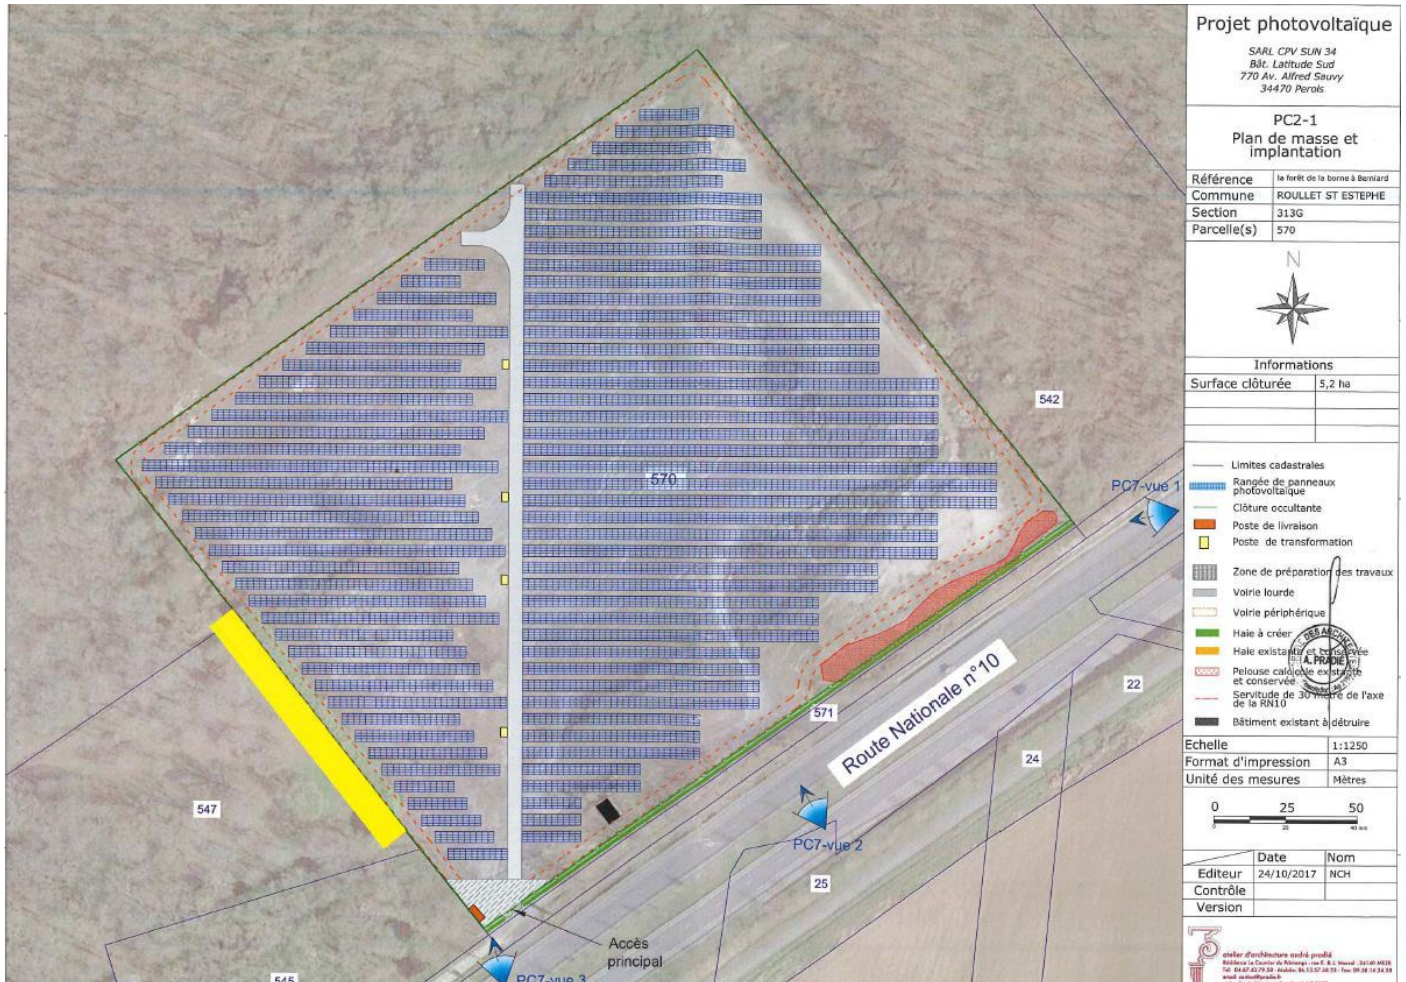 Projet photovoltaïque
SARL CPV SUN 34
Bât. Latitude Sud
770 Av. Alfred Sauvy
34470 Perols
PC2-1
Plan de masse et
implantation
Référence la forêt de la borne à Berniard
Commune ROULLET ST ESTEPHE
Section 313G
Parcelle(s) 570
N
Informations
Surface clôturée 5,2 ha
Limites cadastrales
Rangée de panneaux
photovoltaïque
Clôture occultante
Poste de livraison
Poste de transformation
Zone de préparation des travaux
Voirie lourde
Voirie périphérique
Haie à créer
Haie existante et conservée
Pelouse calcicole existante
et conservée
Servitude de 30 mètre de l'axe
de la RN10
Bâtiment existant à détruire
A. PRADIÉ
Echelle 1:1250
Format d'impression A3
Unité des mesures Mètres
0 25 50
Date Nom
Editeur 24/10/2017 NCH
Contrôle
Version
atelier d'architecture andré pradié
542
570
PC7-vue 1
571
Route Nationale n°10
22
24
547
PC7-vue 2
25
Accès
principal
545
PC7-vue 3